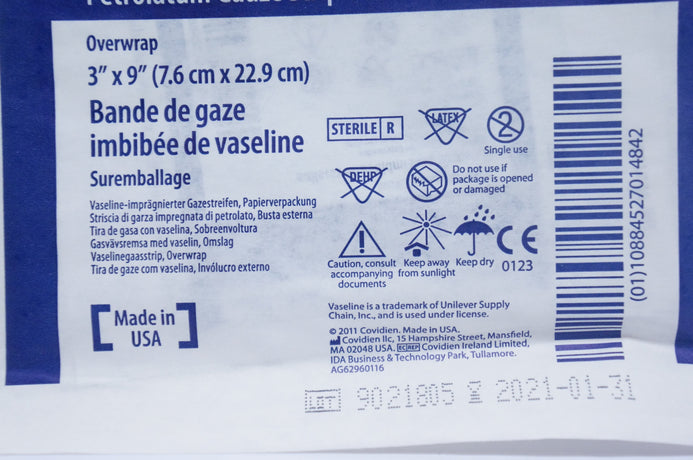 Overwrap
3” x 9” (7.6 cm x 22.9 cm)
Bande de gaze
imbibée de vaseline
Suremballage
Vaseline-imprägnierter Gazestreifen, Papierverpackung
Striscia di garza impregnata di petrolato, Busta esterna
Tira de gasa con vaselina, Sobreenvoltura
Gasvävsremsa med vaselin, Omslag
Vaselinegaasstrip, Overwrap
Tira de gaze com vaselina, Invólucro externo
Made in
USA
STERILE R
LATEX
2
Single use
DEHP
Do not use if
package is opened
or damaged
Caution, consult
accompanying
documents
Keep away
from sunlight
Keep dry
CE
0123
Vaseline is a trademark of Unilever Supply
Chain, Inc., and is used under license.
© 2011 Covidien. Made in USA.
Covidien llc, 15 Hampshire Street, Mansfield,
MA 02048 USA. EC REP Covidien Ireland Limited,
IDA Business & Technology Park, Tullamore.
AG62960116
(01)10884527014842
LOT 9021805 2021-01-31